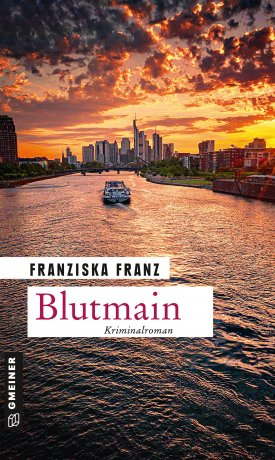 FRANZISKA FRANZ
Blutmain
Kriminalroman
GMEINER